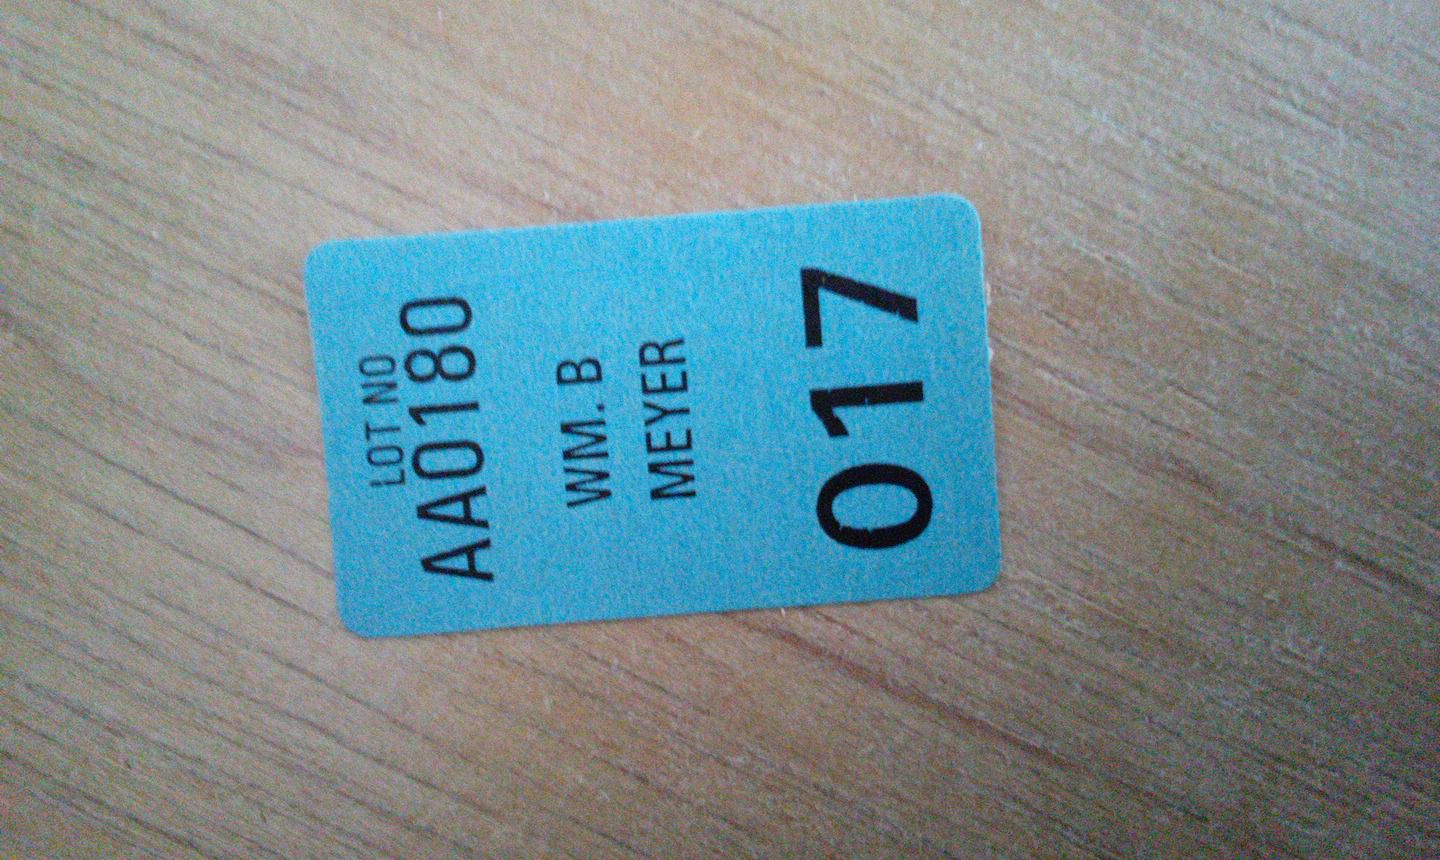 LOT NO
AA0180
WM. B
MEYER
017